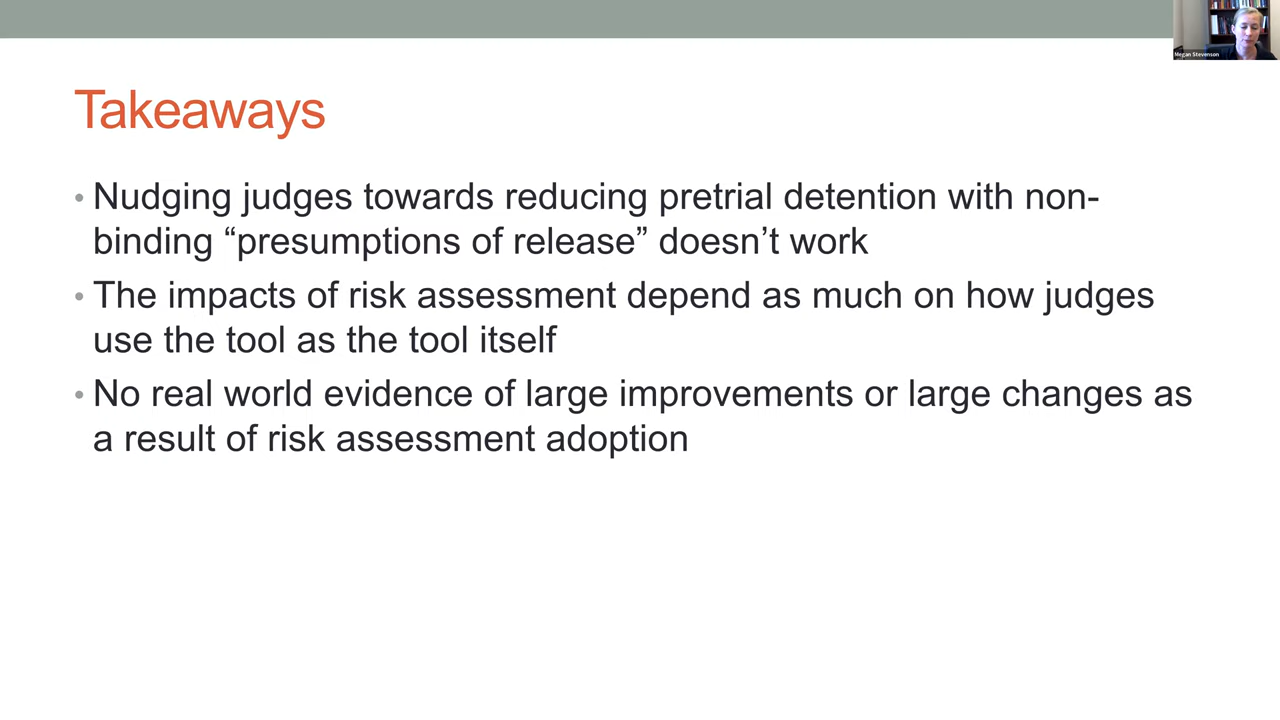 Megan Stevenson
Takeaways
• Nudging judges towards reducing pretrial detention with non-
binding “presumptions of release” doesn’t work
• The impacts of risk assessment depend as much on how judges
use the tool as the tool itself
• No real world evidence of large improvements or large changes as
a result of risk assessment adoption